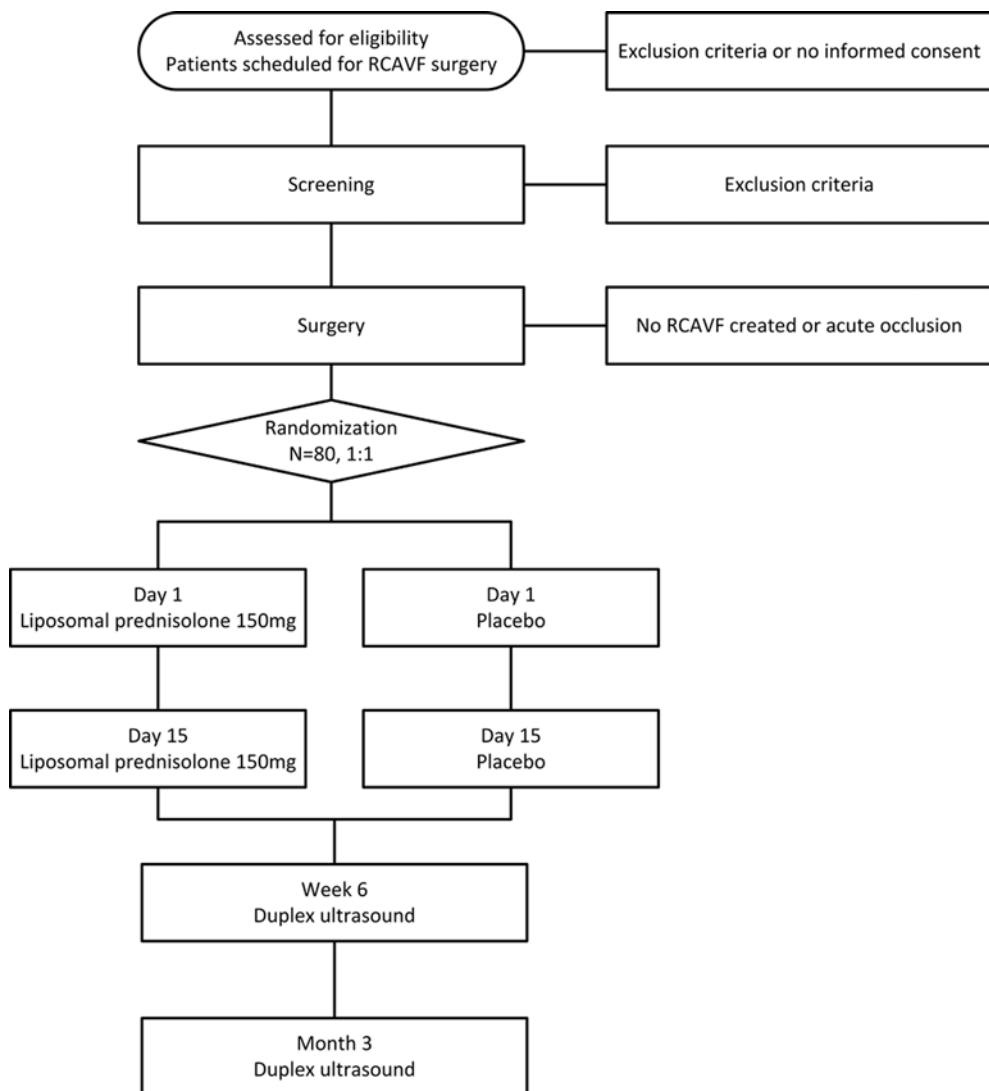 Assessed for eligibility
Patients scheduled for RCAVF surgery
Exclusion criteria or no informed consent
Screening
Exclusion criteria
Surgery
No RCAVF created or acute occlusion
Randomization
N=80, 1:1
Day 1
Liposomal prednisolone 150mg
Day 1
Placebo
Day 15
Liposomal prednisolone 150mg
Day 15
Placebo
Week 6
Duplex ultrasound
Month 3
Duplex ultrasound